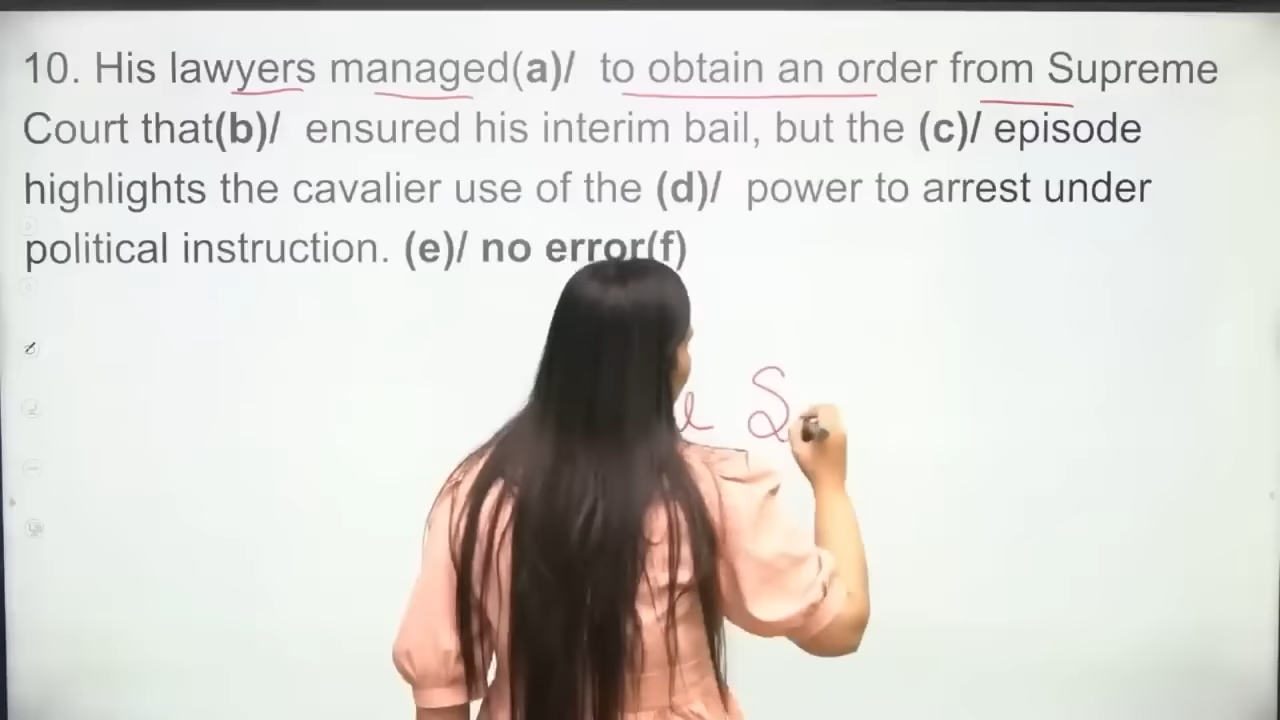 10. His lawyers managed(a)/ to obtain an order from Supreme
Court that(b)/ ensured his interim bail, but the (c)/ episode
highlights the cavalier use of the (d)/ power to arrest under
political instruction. (e)/ no error(f)
e S